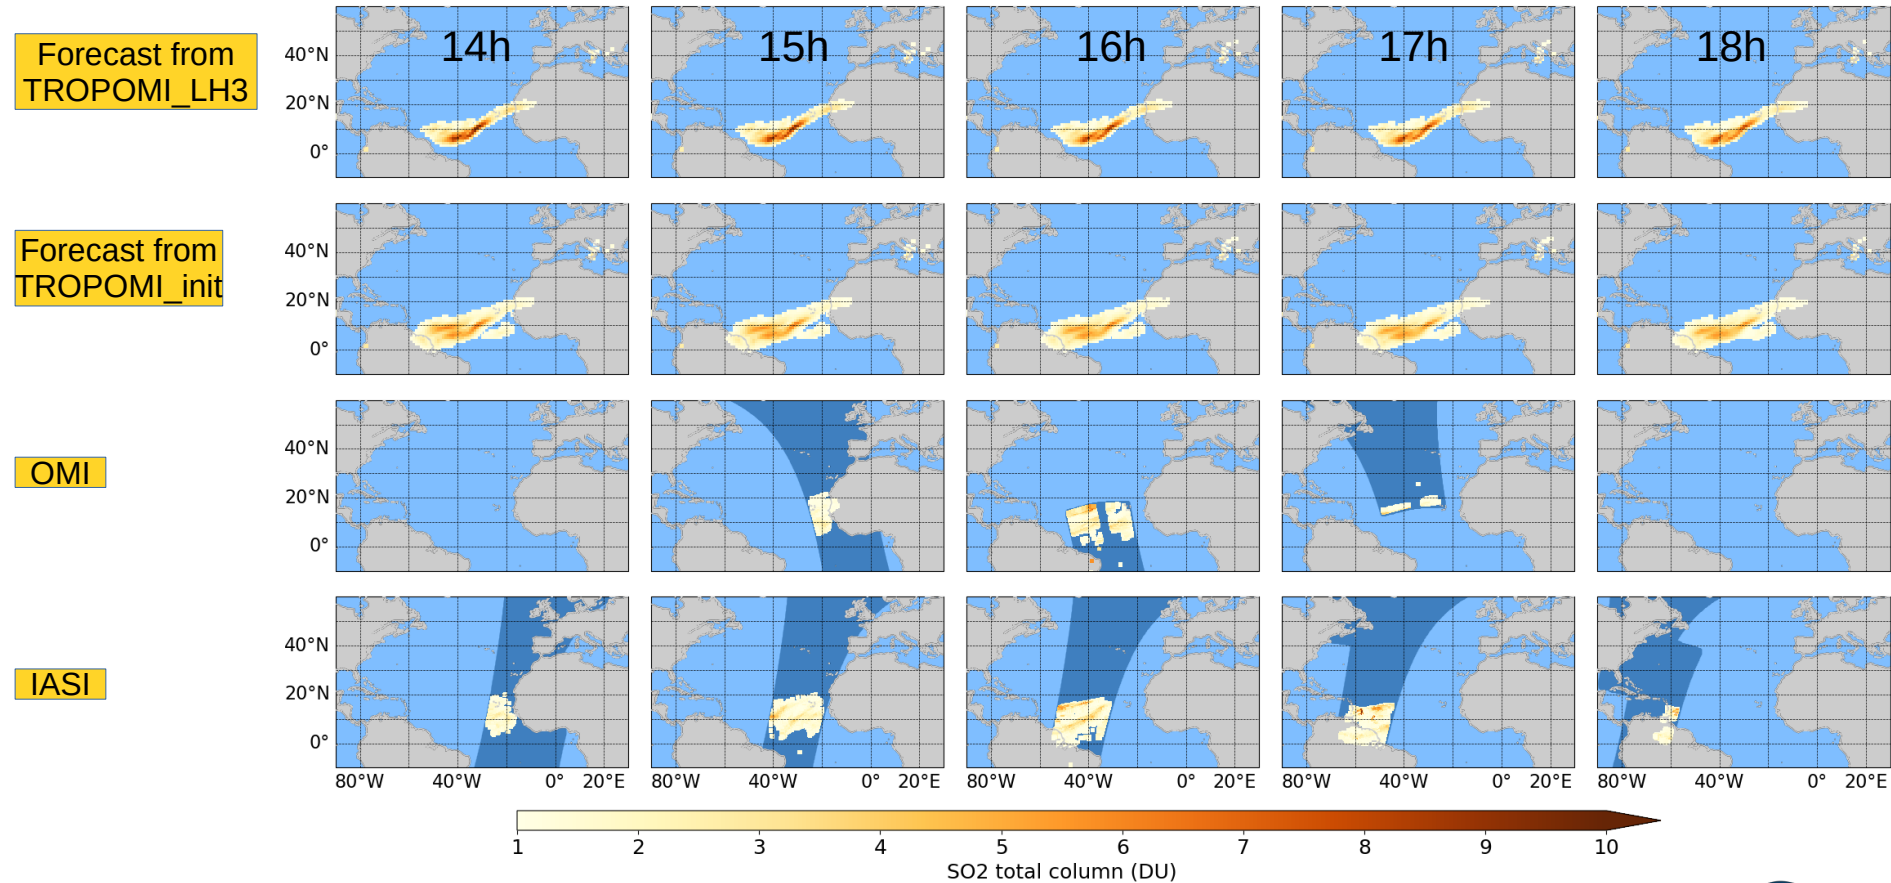 Forecast from
TROPOMI_LH3
14h
15h
16h
17h
18h
40°N
20°N
0°
Forecast from
TROPOMI_init
40°N
20°N
0°
OMI
40°N
20°N
0°
IASI
40°N
20°N
0°
80°W 40°W 0° 20°E 80°W 40°W 0° 20°E 80°W 40°W 0° 20°E 80°W 40°W 0° 20°E 80°W 40°W 0° 20°E
1 2 3 4 5 6 7 8 9 10
SO2 total column (DU)